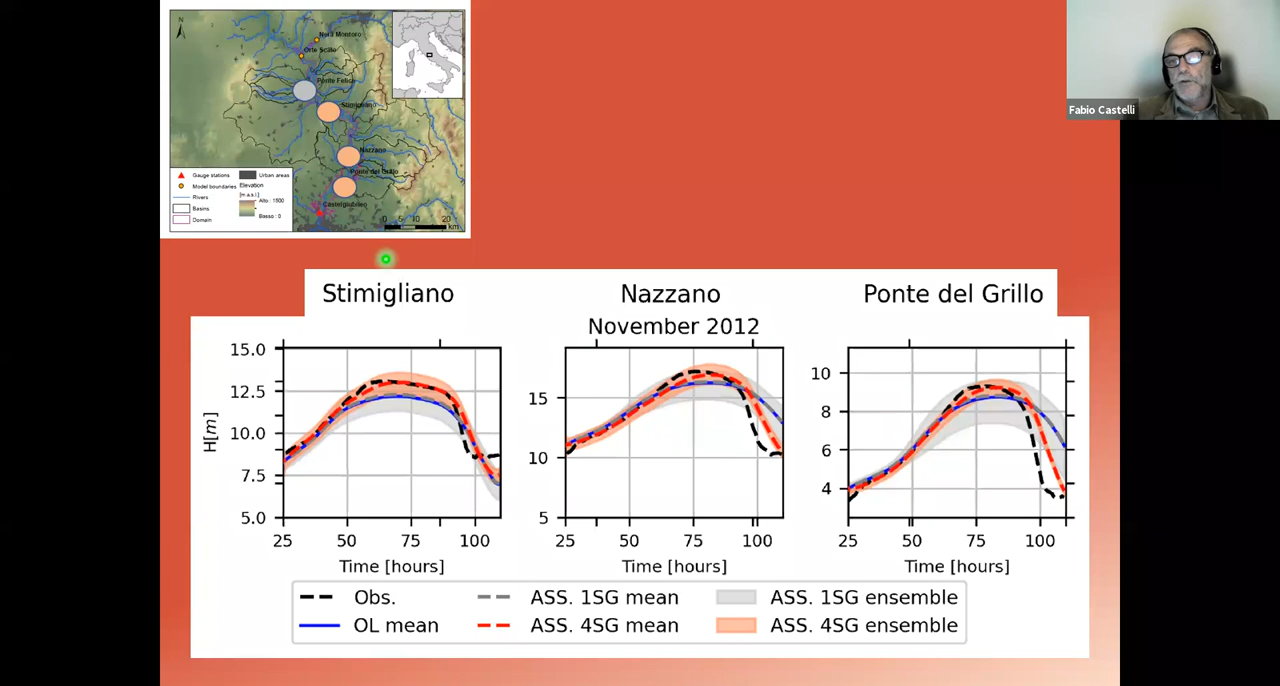 N
Nera Montoro
Orte Scalo
Ponte Felice
Stimigliano
Nazzano
Ponte del Grillo
Castelgiubileo
Gauge stations
Urban areas
Model boundaries
Elevation
[m a.s.l.]
Rivers
Alto : 1500
Basins
Basso : 0
Domain
0 5 10 20
km
Fabio Castelli
Stimigliano
Nazzano
Ponte del Grillo
November 2012
H[m]
15.0
12.5
10.0
7.5
5.0
25 50 75 100
Time [hours]
15
10
5
25 50 75 100
Time [hours]
10
8
6
4
25 50 75 100
Time [hours]
Obs.
ASS. 1SG mean
ASS. 1SG ensemble
OL mean
ASS. 4SG mean
ASS. 4SG ensemble